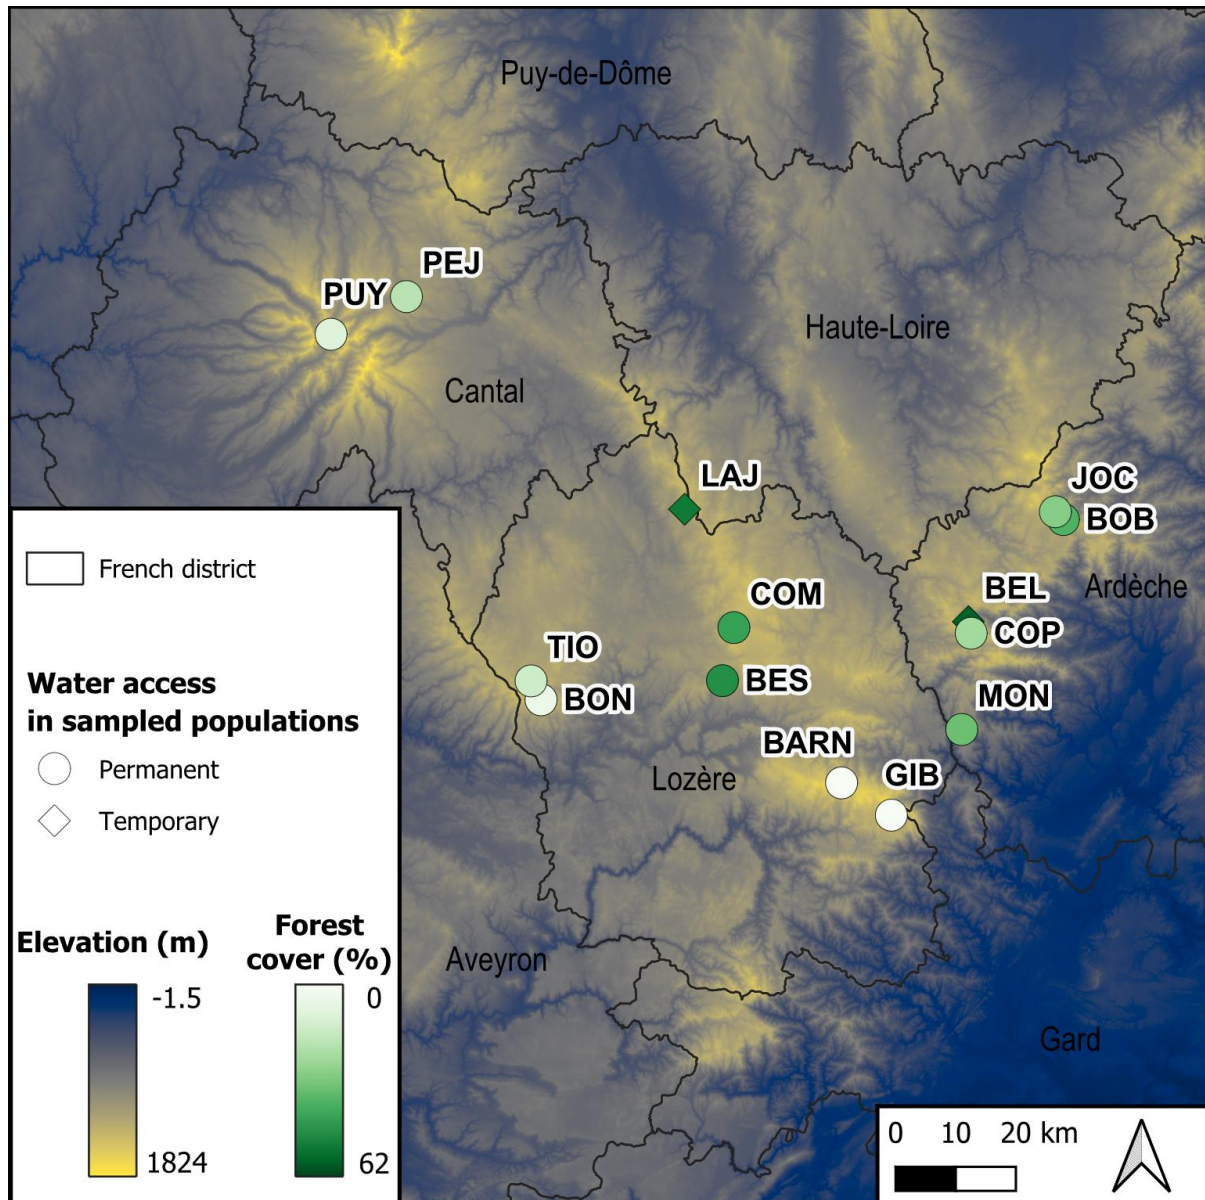 Puy-de-Dôme
PEJ
PUY
Haute-Loire
Cantal
LAJ
JOC
BOB
BEL
Ardèche
COM
COP
TIO
BES
BON
MON
BARN
Lozère
GIB
French district
Water access
in sampled populations
Permanent
Temporary
Elevation (m)
-1.5
1824
Forest
cover (%)
0
62
Aveyron
Gard
0 10 20 km